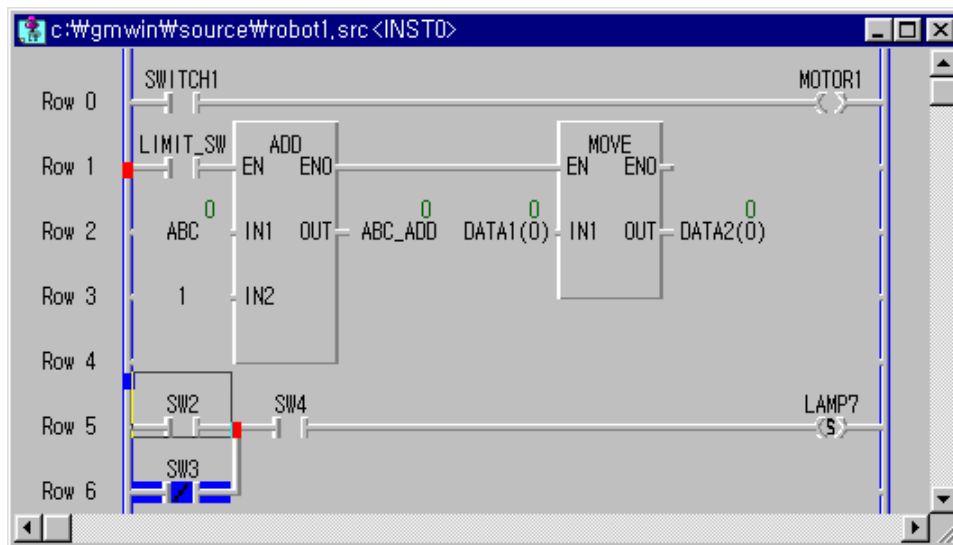 c:₩gmwin₩source₩robot1,src<INST0>
SWITCH1 MOTOR1
Row 0
LIMIT_SW ADD MOVE
Row 1 EN ENO EN ENO
0 0 0 0
Row 2 ABC IN1 OUT ABC_ADD DATA1(0) IN1 OUT DATA2(0)
Row 3 1 IN2
Row 4
SW2 SW4 LAMP7
Row 5 S
SW3
Row 6